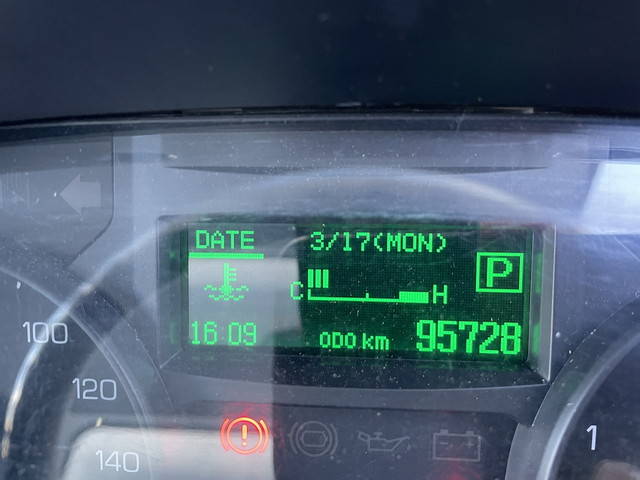 DATE 3/17(MON)
P
C H
16:09 ODO km 95728
100
120
140
1